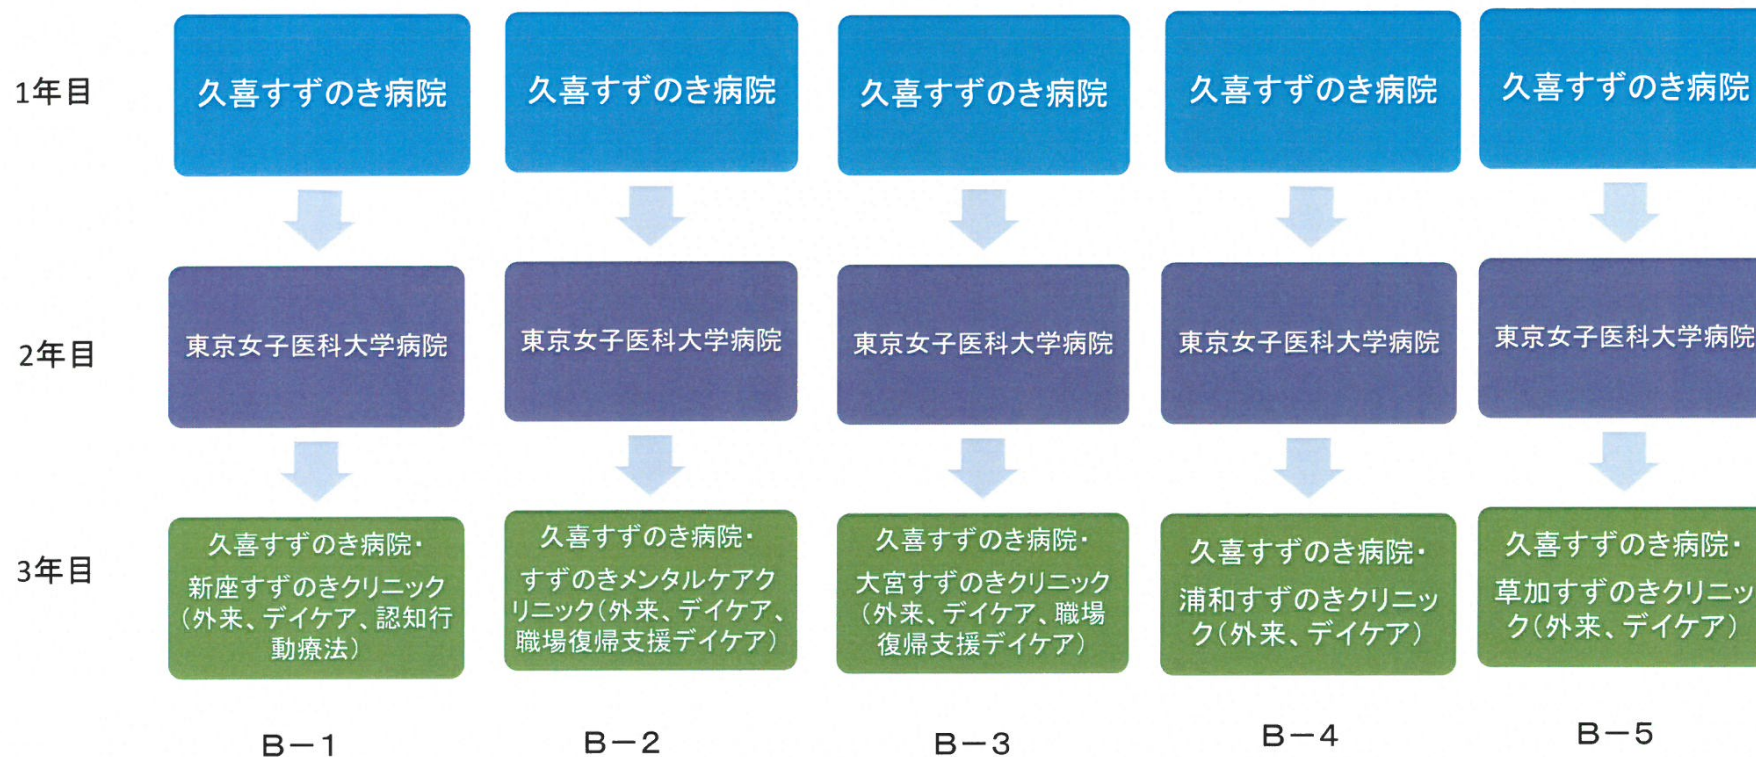 1年目
久喜すずのき病院
久喜すずのき病院
久喜すずのき病院
久喜すずのき病院
久喜すずのき病院
2年目
東京女子医科大学病院
東京女子医科大学病院
東京女子医科大学病院
東京女子医科大学病院
東京女子医科大学病院
3年目
久喜すずのき病院・
新座すずのきクリニック
(外来、デイケア、認知行
動療法)
久喜すずのき病院・
すずのきメンタルケアク
リニック(外来、デイケア、
職場復帰支援デイケア)
久喜すずのき病院・
大宮すずのきクリニック
(外来、デイケア、職場
復帰支援デイケア)
久喜すずのき病院・
浦和すずのきクリニッ
ク(外来、デイケア)
久喜すずのき病院・
草加すずのきクリニッ
ク(外来、デイケア)
B－1
B－2
B－3
B－4
B－5